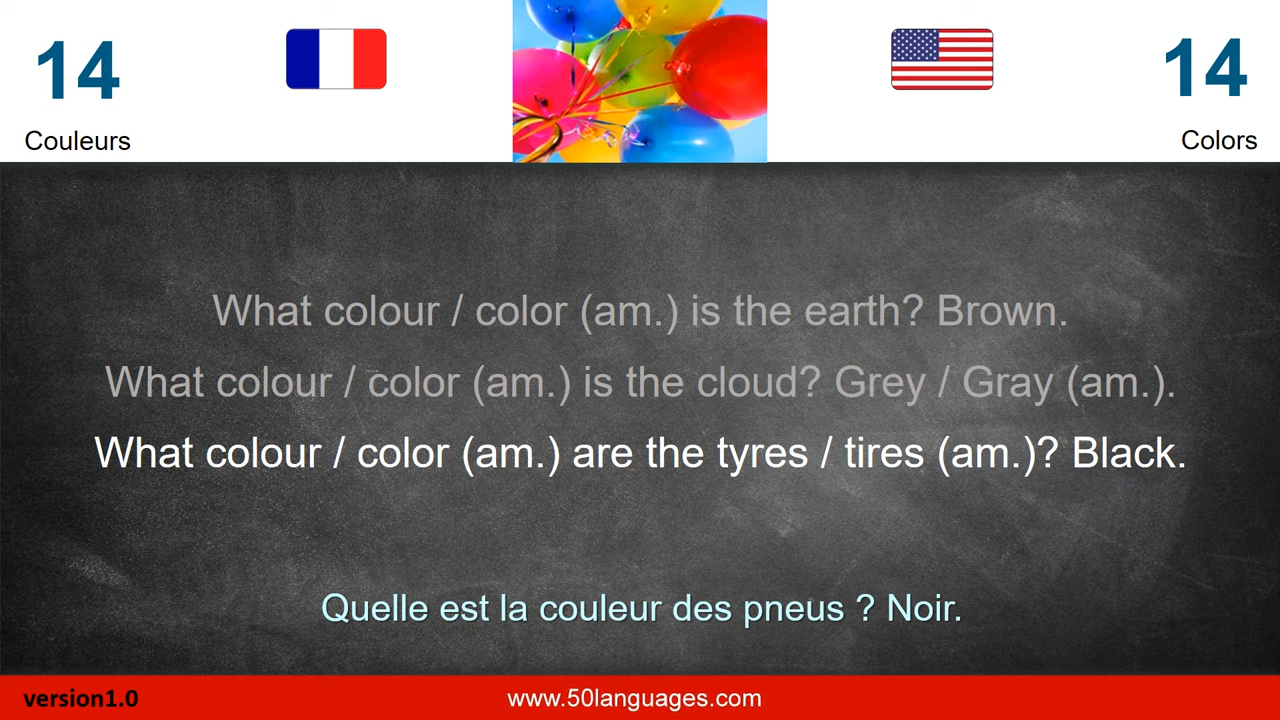 14
14
Couleurs
Colors
What colour / color (am.) is the earth? Brown.
What colour / color (am.) is the cloud? Grey / Gray (am.).
What colour / color (am.) are the tyres / tires (am.)? Black.
Quelle est la couleur des pneus ? Noir.
version1.0
www.50languages.com